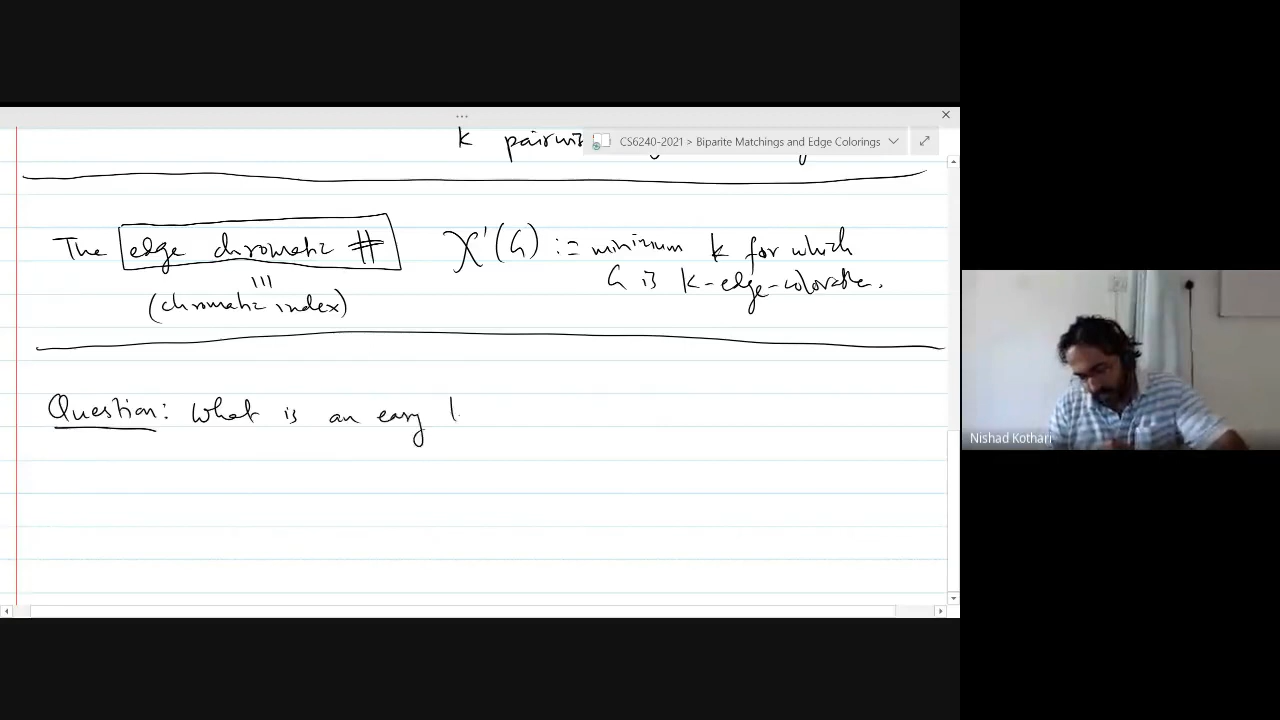 k
CS6240-2021 > Biparite Matchings and Edge Colorings
The edge chromatic # χ'(G) := minimum k for which
G is k-edge-colorable.
(chromatic index)
Question: What is an easy l
Nishad Kothari